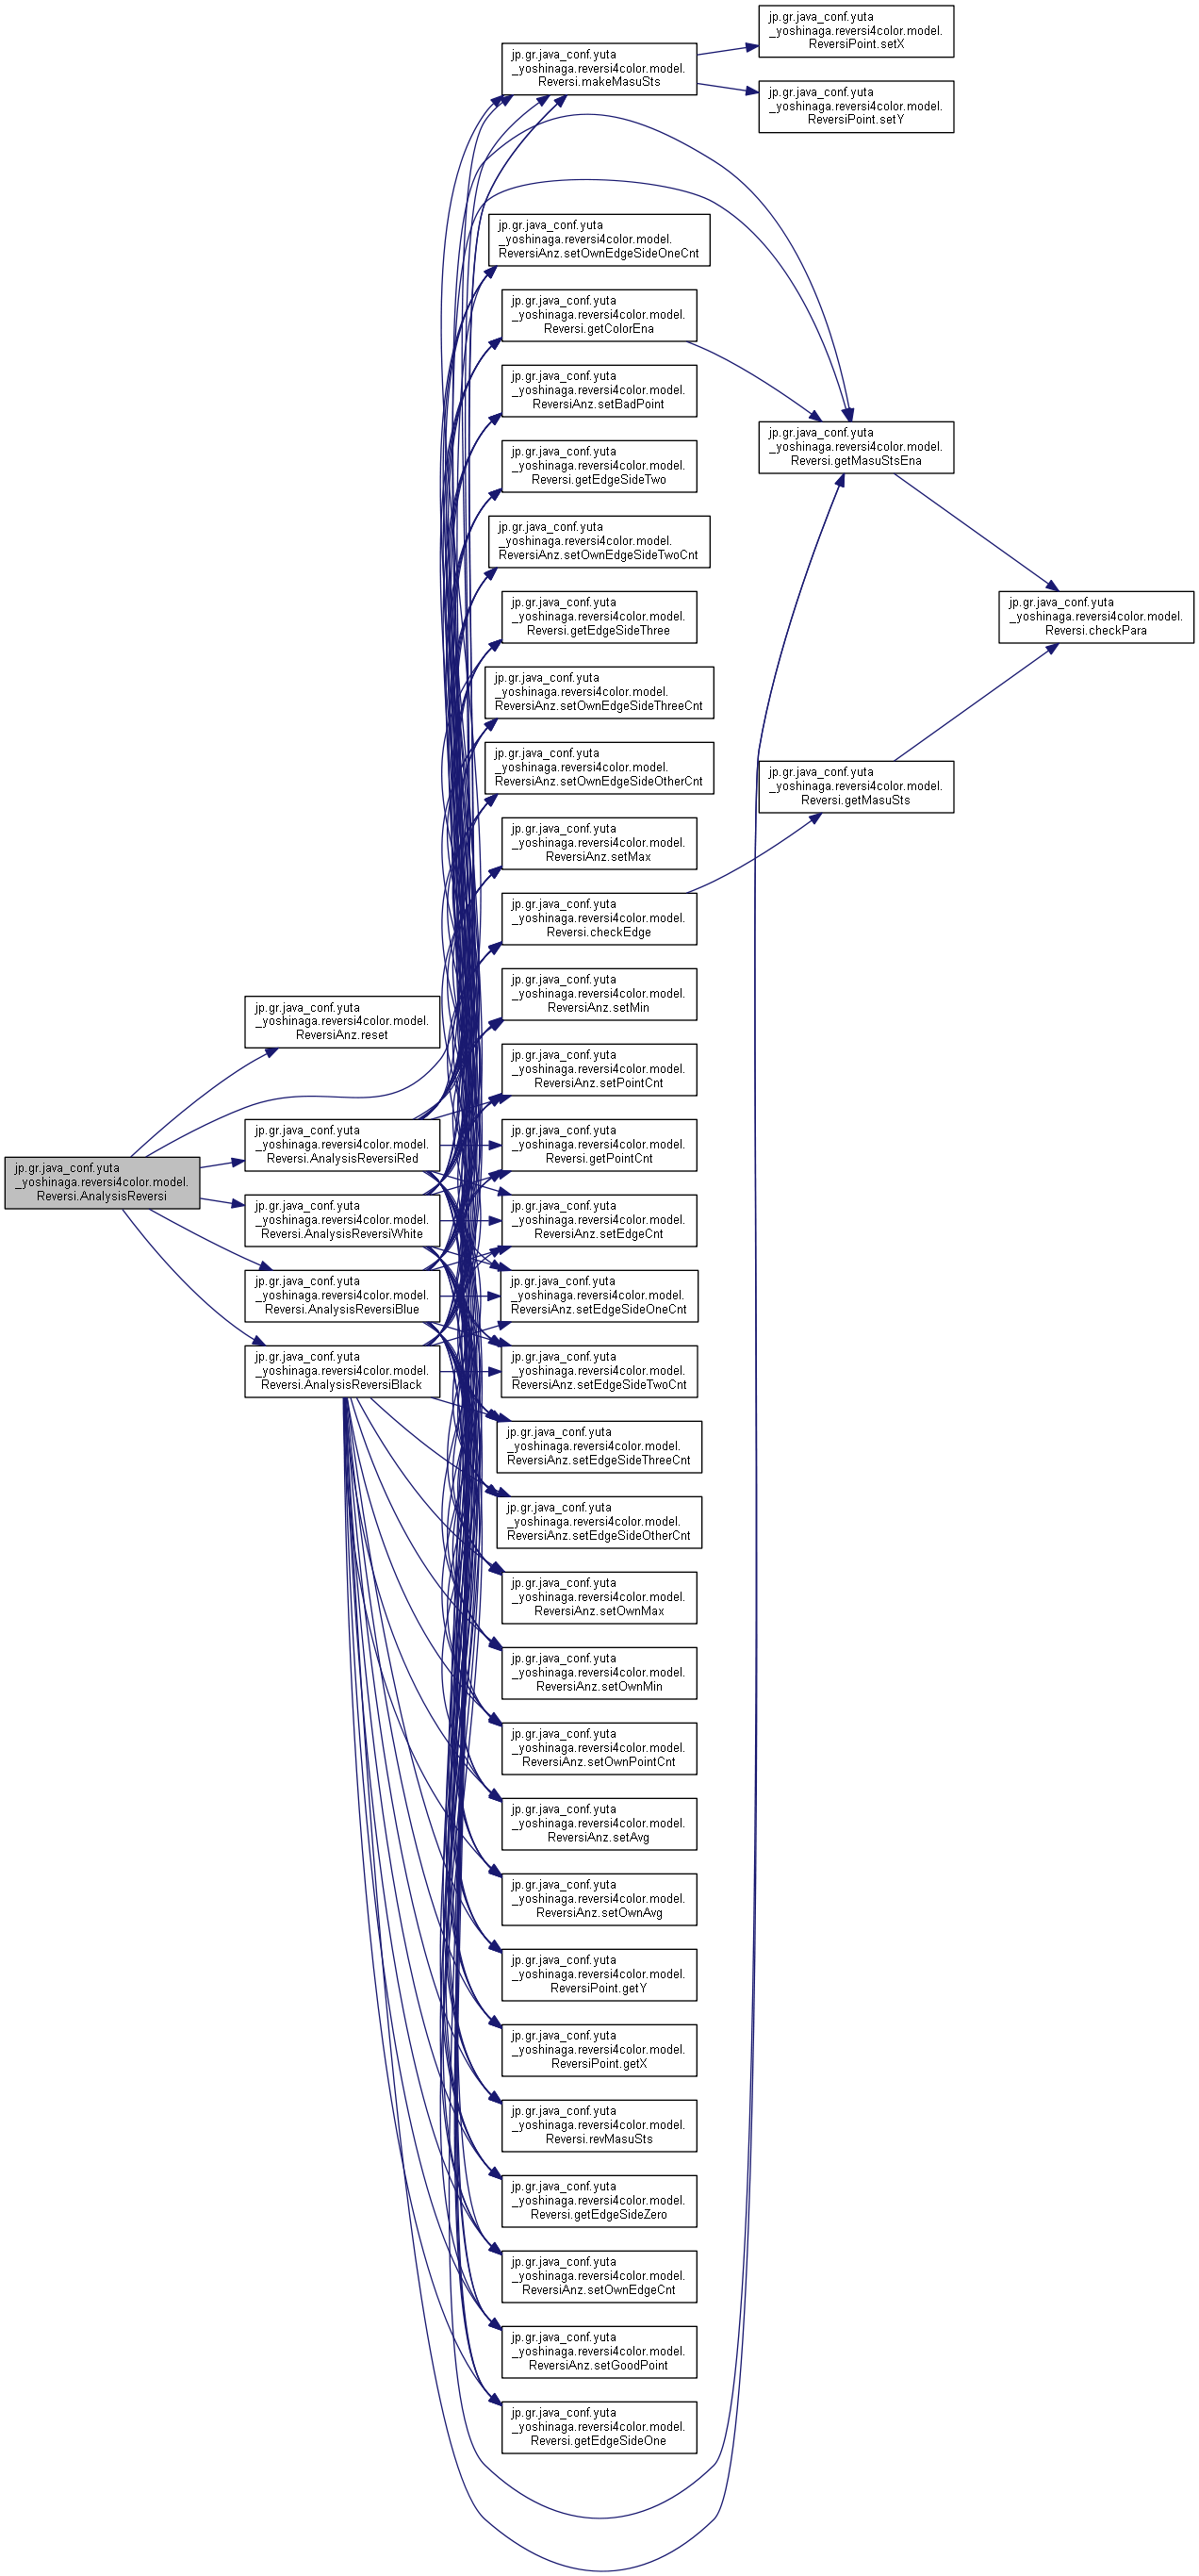 jp.gr.java_conf.yuta
_yoshinaga.reversi4color.model.
Reversi.AnalysisReversi
jp.gr.java_conf.yuta
_yoshinaga.reversi4color.model.
ReversiAnz.reset
jp.gr.java_conf.yuta
_yoshinaga.reversi4color.model.
Reversi.AnalysisReversiRed
jp.gr.java_conf.yuta
_yoshinaga.reversi4color.model.
Reversi.AnalysisReversiWhite
jp.gr.java_conf.yuta
_yoshinaga.reversi4color.model.
Reversi.AnalysisReversiBlue
jp.gr.java_conf.yuta
_yoshinaga.reversi4color.model.
Reversi.AnalysisReversiBlack
jp.gr.java_conf.yuta
_yoshinaga.reversi4color.model.
Reversi.makeMasuSts
jp.gr.java_conf.yuta
_yoshinaga.reversi4color.model.
ReversiAnz.setOwnEdgeSideOneCnt
jp.gr.java_conf.yuta
_yoshinaga.reversi4color.model.
Reversi.getColorEna
jp.gr.java_conf.yuta
_yoshinaga.reversi4color.model.
ReversiAnz.setBadPoint
jp.gr.java_conf.yuta
_yoshinaga.reversi4color.model.
Reversi.getEdgeSideTwo
jp.gr.java_conf.yuta
_yoshinaga.reversi4color.model.
ReversiAnz.setOwnEdgeSideTwoCnt
jp.gr.java_conf.yuta
_yoshinaga.reversi4color.model.
Reversi.getEdgeSideThree
jp.gr.java_conf.yuta
_yoshinaga.reversi4color.model.
ReversiAnz.setOwnEdgeSideThreeCnt
jp.gr.java_conf.yuta
_yoshinaga.reversi4color.model.
ReversiAnz.setOwnEdgeSideOtherCnt
jp.gr.java_conf.yuta
_yoshinaga.reversi4color.model.
ReversiAnz.setMax
jp.gr.java_conf.yuta
_yoshinaga.reversi4color.model.
Reversi.checkEdge
jp.gr.java_conf.yuta
_yoshinaga.reversi4color.model.
ReversiAnz.setMin
jp.gr.java_conf.yuta
_yoshinaga.reversi4color.model.
ReversiAnz.setPointCnt
jp.gr.java_conf.yuta
_yoshinaga.reversi4color.model.
Reversi.getPointCnt
jp.gr.java_conf.yuta
_yoshinaga.reversi4color.model.
ReversiAnz.setEdgeCnt
jp.gr.java_conf.yuta
_yoshinaga.reversi4color.model.
ReversiAnz.setEdgeSideOneCnt
jp.gr.java_conf.yuta
_yoshinaga.reversi4color.model.
ReversiAnz.setEdgeSideTwoCnt
jp.gr.java_conf.yuta
_yoshinaga.reversi4color.model.
ReversiAnz.setEdgeSideThreeCnt
jp.gr.java_conf.yuta
_yoshinaga.reversi4color.model.
ReversiAnz.setEdgeSideOtherCnt
jp.gr.java_conf.yuta
_yoshinaga.reversi4color.model.
ReversiAnz.setOwnMax
jp.gr.java_conf.yuta
_yoshinaga.reversi4color.model.
ReversiAnz.setOwnMin
jp.gr.java_conf.yuta
_yoshinaga.reversi4color.model.
ReversiAnz.setOwnPointCnt
jp.gr.java_conf.yuta
_yoshinaga.reversi4color.model.
ReversiAnz.setAvg
jp.gr.java_conf.yuta
_yoshinaga.reversi4color.model.
ReversiAnz.setOwnAvg
jp.gr.java_conf.yuta
_yoshinaga.reversi4color.model.
ReversiPoint.getY
jp.gr.java_conf.yuta
_yoshinaga.reversi4color.model.
ReversiPoint.getX
jp.gr.java_conf.yuta
_yoshinaga.reversi4color.model.
Reversi.revMasuSts
jp.gr.java_conf.yuta
_yoshinaga.reversi4color.model.
Reversi.getEdgeSideZero
jp.gr.java_conf.yuta
_yoshinaga.reversi4color.model.
ReversiAnz.setOwnEdgeCnt
jp.gr.java_conf.yuta
_yoshinaga.reversi4color.model.
ReversiAnz.setGoodPoint
jp.gr.java_conf.yuta
_yoshinaga.reversi4color.model.
Reversi.getEdgeSideOne
jp.gr.java_conf.yuta
_yoshinaga.reversi4color.model.
ReversiPoint.setX
jp.gr.java_conf.yuta
_yoshinaga.reversi4color.model.
ReversiPoint.setY
jp.gr.java_conf.yuta
_yoshinaga.reversi4color.model.
Reversi.getMasuStsEna
jp.gr.java_conf.yuta
_yoshinaga.reversi4color.model.
Reversi.getMasuSts
jp.gr.java_conf.yuta
_yoshinaga.reversi4color.model.
Reversi.checkPara